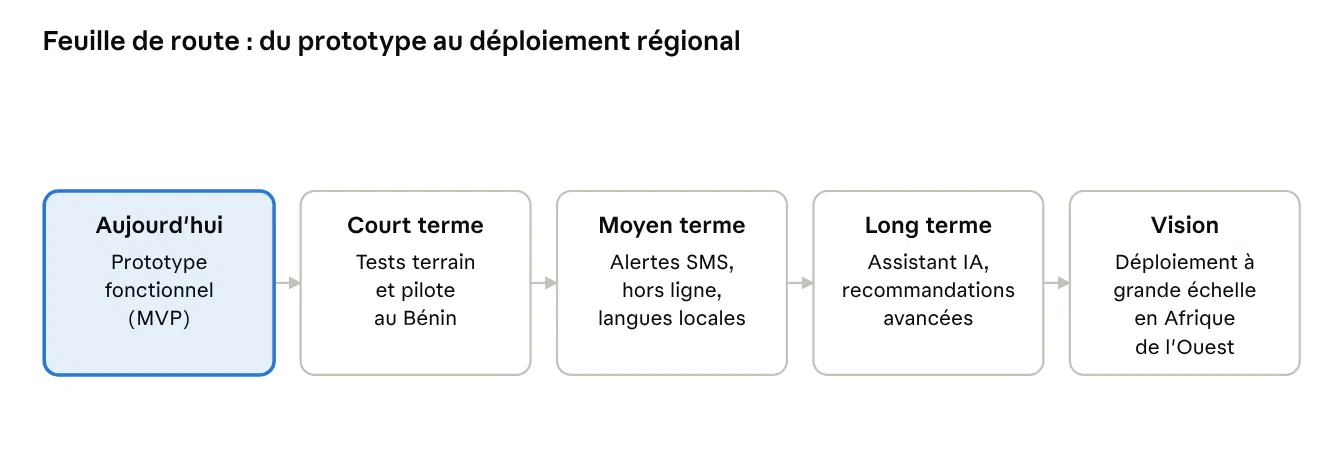 Feuille de route : du prototype au déploiement régional
Aujourd'hui
Prototype
fonctionnel
(MVP)
Court terme
Tests terrain
et pilote
au Bénin
Moyen terme
Alertes SMS,
hors ligne,
langues locales
Long terme
Assistant IA,
recommandations
avancées
Vision
Déploiement à
grande échelle
en Afrique
de l'Ouest